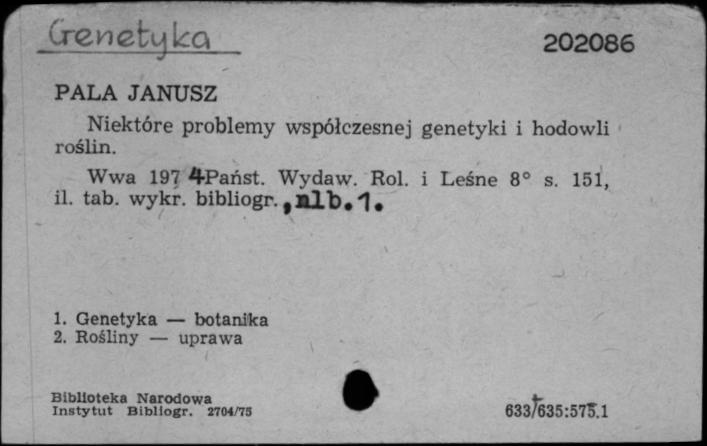 Genetyka
202086
PALA JANUSZ
Niektóre problemy współczesnej genetyki i hodowli
roślin.
Wwa 1974 Państ. Wydaw. Rol. i Leśne 8° s. 151,
il. tab. wykr. bibliogr., nlb. 1.
1. Genetyka — botanika
2. Rośliny — uprawa
Biblioteka Narodowa
Instytut Bibliogr. 2704/75
633/635:575.1